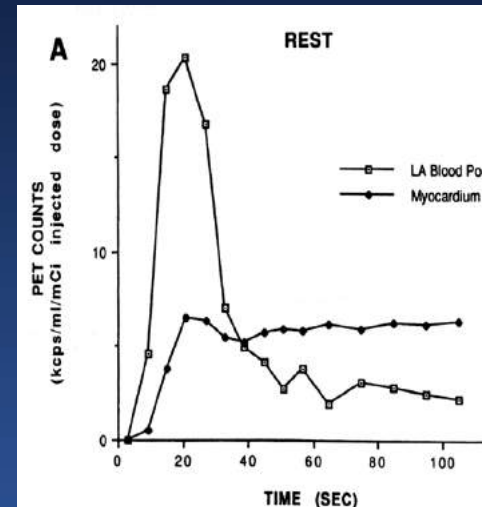 A
REST
20
10
0
PET COUNTS
(kcps/ml/mCi injected dose)
LA Blood Po
Myocardium
0 20 40 60 80 100
TIME (SEC)